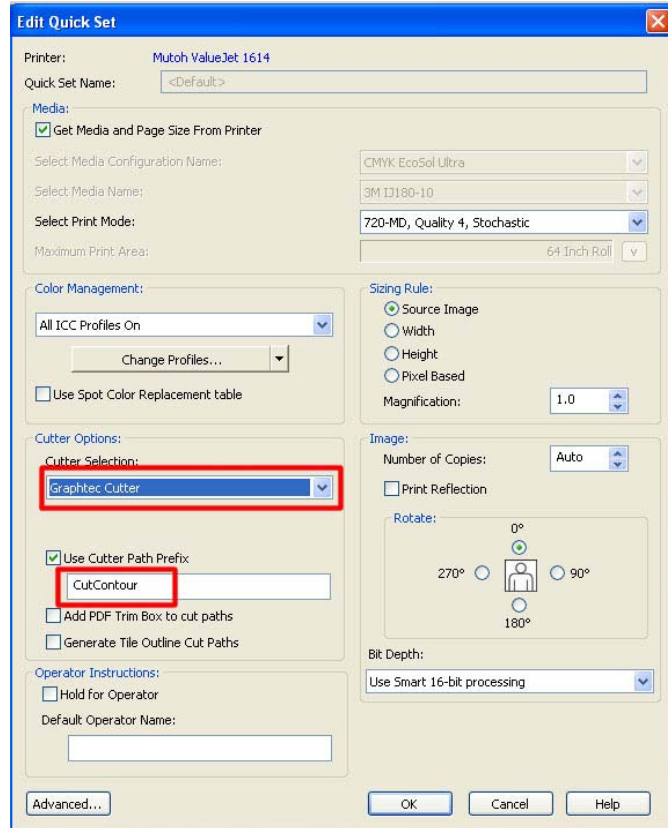 Edit Quick Set
Printer: Mutoh ValueJet 1614
Quick Set Name: <Default>
Media:
Get Media and Page Size From Printer
Select Media Configuration Name: CMYK EcoSol Ultra
Select Media Name: 3M IJ180-10
Select Print Mode: 720-MD, Quality 4, Stochastic
Maximum Print Area: 64 Inch Roll v
Color Management:
All ICC Profiles On
Change Profiles...
Use Spot Color Replacement table
Sizing Rule:
Source Image
Width
Height
Pixel Based
Magnification: 1.0
Cutter Options:
Cutter Selection:
Graphtec Cutter
Use Cutter Path Prefix
CutContour
Add PDF Trim Box to cut paths
Generate Tile Outline Cut Paths
Image:
Number of Copies: Auto
Print Reflection
Rotate:
0°
270° 90°
180°
Bit Depth:
Use Smart 16-bit processing
Operator Instructions:
Hold for Operator
Default Operator Name:
Advanced... OK Cancel Help